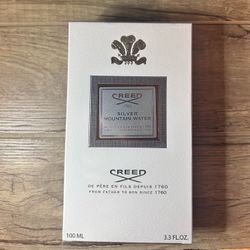 CREED
1760
SILVER
MOUNTAIN WATER
CREED
DE PÈRE EN FILS DEPUIS 1760
FROM FATHER TO SON SINCE 1760
100 ML 3.3 FL.OZ.